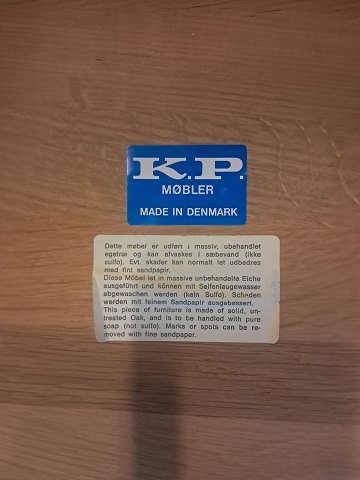 K.P.
MØBLER
MADE IN DENMARK
Dette møbel er udført i massiv, ubehandlet
egetræ og kan afvaskes i sæbevand (ikke
sulfo). Evt. skader kan normalt let udbedres
med fint sandpapir.
Diese Möbel ist in massive unbehandelte Eiche
ausgeführt und können mit Seifenlaugewasser
abgewaschen werden (kein Sulfo). Schaden
werden mit feinem Sandpapir ausgebessert.
This piece of furniture is made of solid, un-
treated Oak, and is to be handled with pure
soap (not sulfo). Marks or spots can be re-
moved with fine sandpaper.